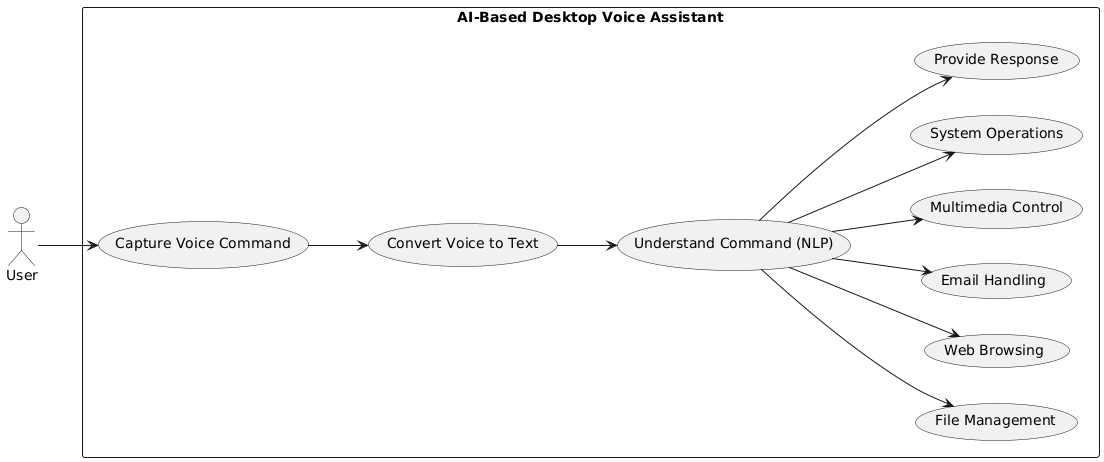 AI-Based Desktop Voice Assistant
Provide Response
System Operations
Multimedia Control
User
Capture Voice Command
Convert Voice to Text
Understand Command (NLP)
Email Handling
Web Browsing
File Management